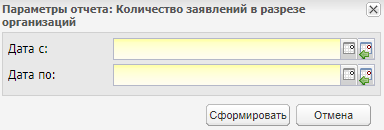 Параметры отчета: Количество заявлений в разрезе
организаций
Дата с:
Дата по:
Сформировать Отмена